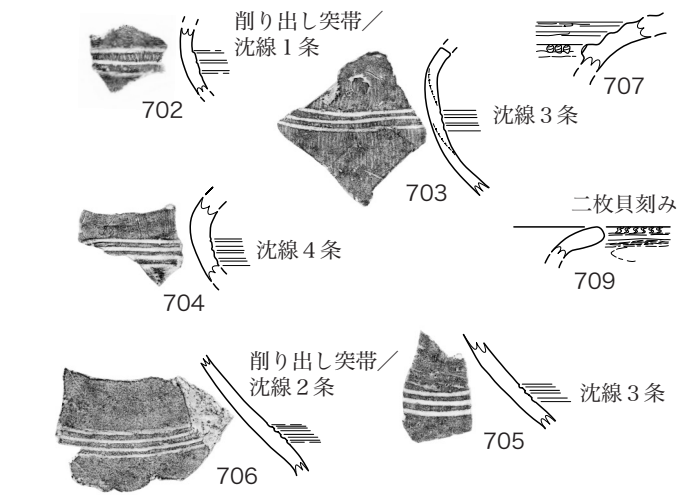 削り出し突帯／
沈線１条
702
沈線３条
703
707
二枚貝刻み
709
沈線４条
704
削り出し突帯／
沈線２条
706
沈線３条
705